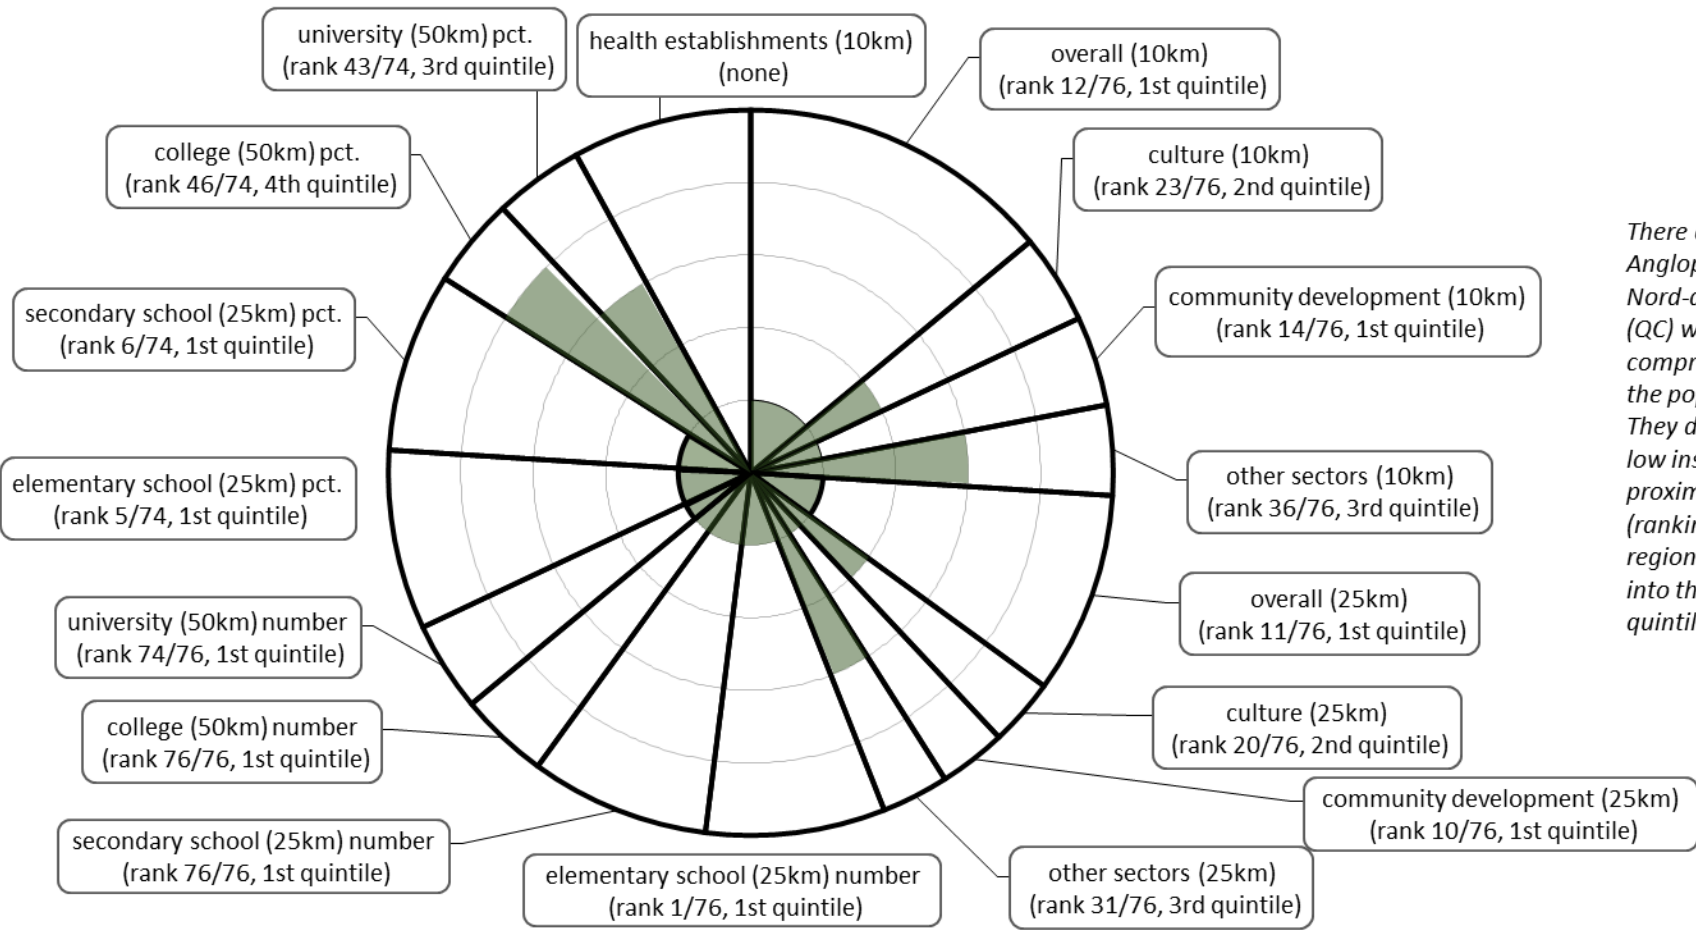 university (50km) pct.
(rank 43/74, 3rd quintile)
health establishments (10km)
(none)
overall (10km)
(rank 12/76, 1st quintile)
college (50km) pct.
(rank 46/74, 4th quintile)
culture (10km)
(rank 23/76, 2nd quintile)
secondary school (25km) pct.
(rank 6/74, 1st quintile)
community development (10km)
(rank 14/76, 1st quintile)
elementary school (25km) pct.
(rank 5/74, 1st quintile)
other sectors (10km)
(rank 36/76, 3rd quintile)
university (50km) number
(rank 74/76, 1st quintile)
overall (25km)
(rank 11/76, 1st quintile)
college (50km) number
(rank 76/76, 1st quintile)
culture (25km)
(rank 20/76, 2nd quintile)
secondary school (25km) number
(rank 76/76, 1st quintile)
community development (25km)
(rank 10/76, 1st quintile)
elementary school (25km) number
(rank 1/76, 1st quintile)
other sectors (25km)
(rank 31/76, 3rd quintile)
There
Anglop
Nord-
(QC) w
compr
the po
They d
low ins
proxim
(rankin
region
into th
quintil